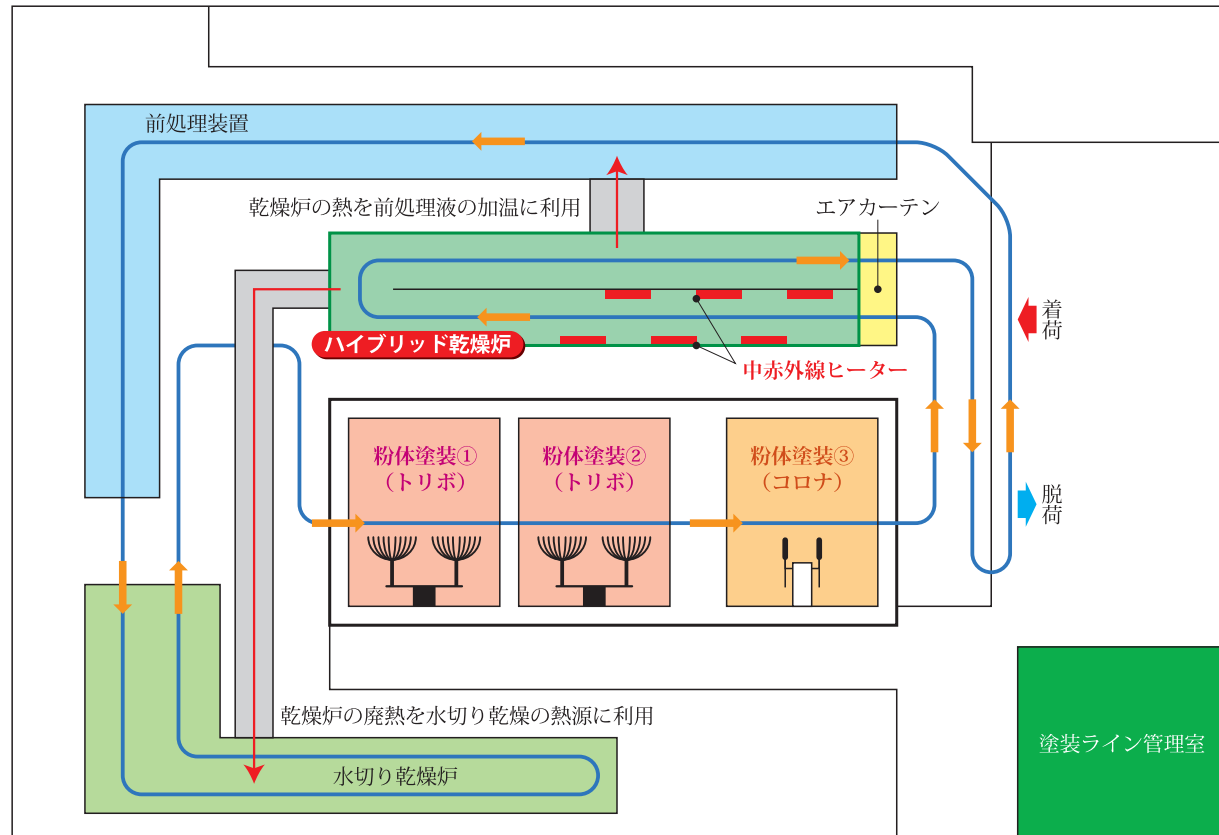 前処理装置
乾燥炉の熱を前処理液の加温に利用
エアカーテン
着荷
ハイブリッド乾燥炉
中赤外線ヒーター
粉体塗装①
(トリボ)
粉体塗装②
(トリボ)
粉体塗装③
(コロナ)
脱荷
乾燥炉の廃熱を水切り乾燥の熱源に利用
水切り乾燥炉
塗装ライン管理室